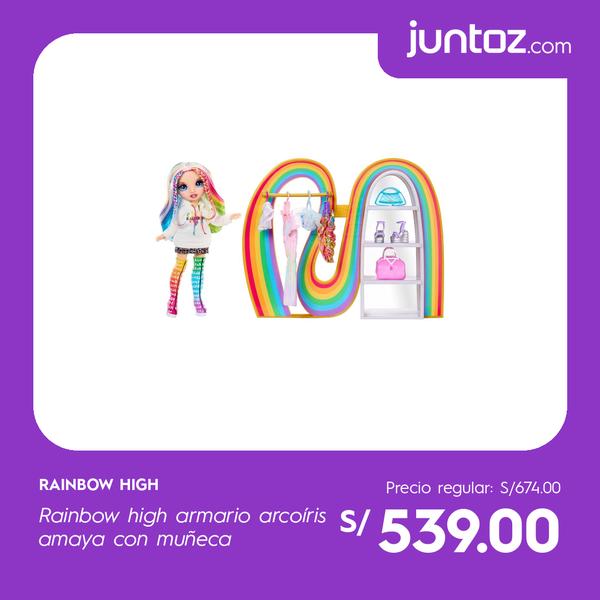 juntoz.com
RAINBOW HIGH
Rainbow high armario arcoíris
amaya con muñeca
Precio regular: S/674.00
S/ 539.00